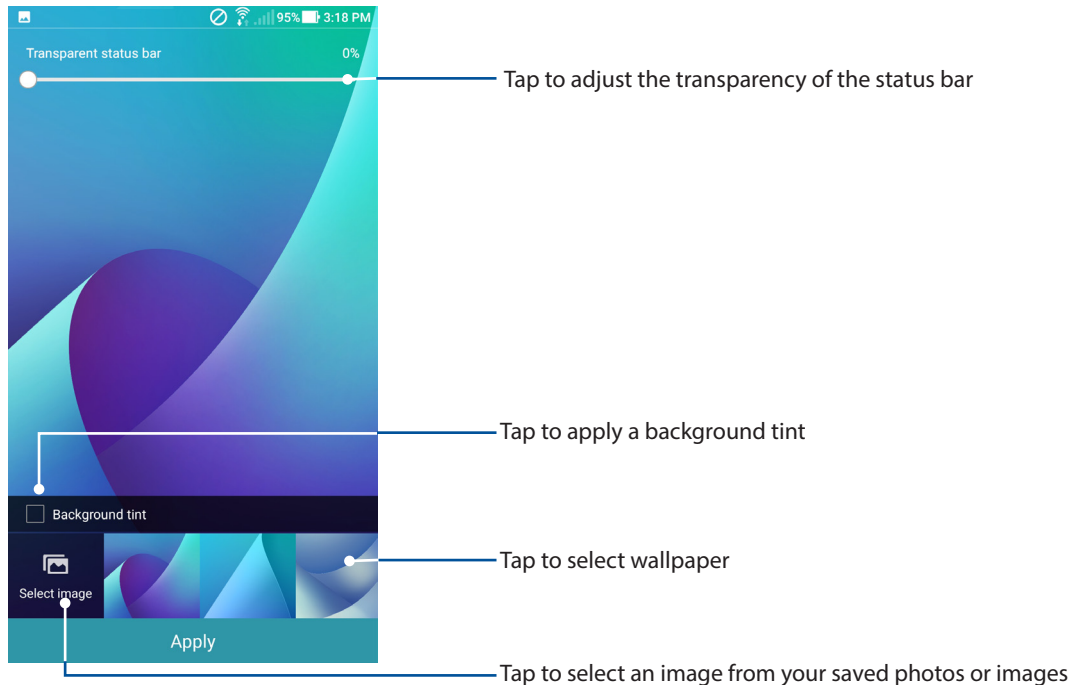 95% 3:18 PM
Transparent status bar 0%
Tap to adjust the transparency of the status bar
Tap to apply a background tint
Background tint
Tap to select wallpaper
Select image
Apply
Tap to select an image from your saved photos or images